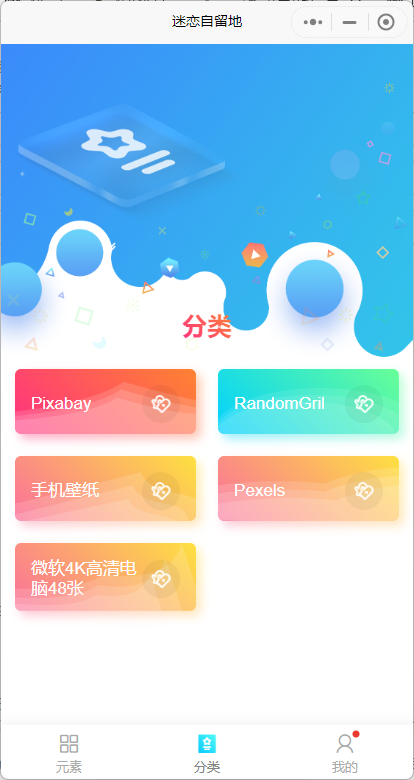 迷恋自留地
分类
Pixabay
RandomGril
手机壁纸
Pexels
微软4K高清电
脑48张
元素
分类
我的